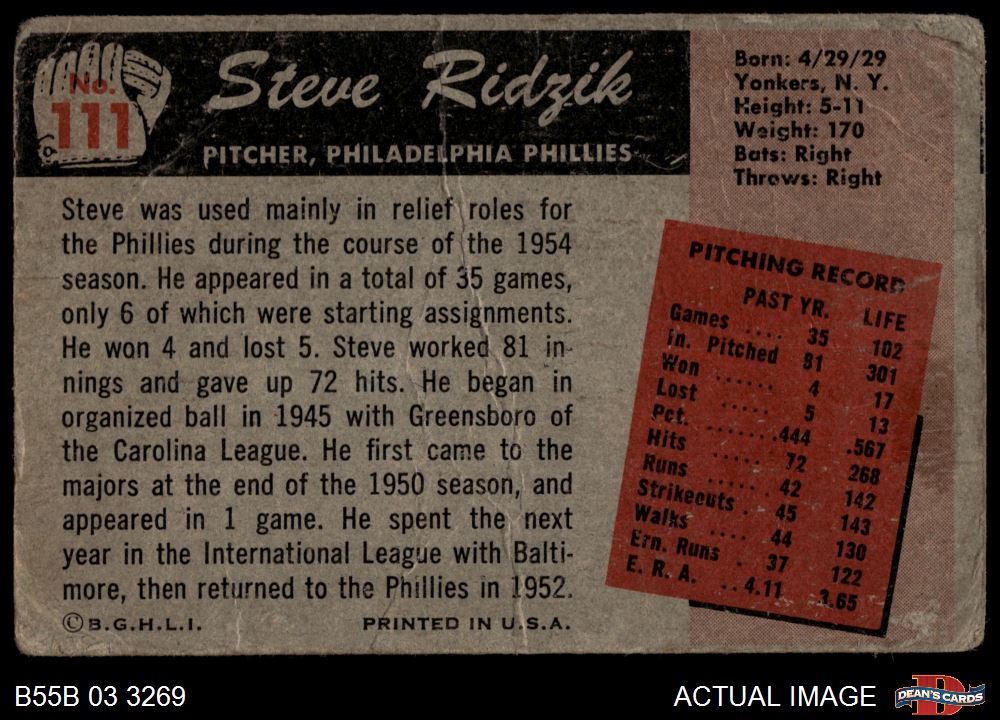 No.
111
Steve Ridzik
PITCHER, PHILADELPHIA PHILLIES
Born: 4/29/29
Yonkers, N. Y.
Height: 5-11
Weight: 170
Bats: Right
Throws: Right
Steve was used mainly in relief roles for
the Phillies during the course of the 1954
season. He appeared in a total of 35 games,
only 6 of which were starting assignments.
He won 4 and lost 5. Steve worked 81 in-
nings and gave up 72 hits. He began in
organized ball in 1945 with Greensboro of
the Carolina League. He first came to the
majors at the end of the 1950 season, and
appeared in 1 game. He spent the next
year in the International League with Balti-
more, then returned to the Phillies in 1952.
©B.G.H.L.I. PRINTED IN U.S.A.
PITCHING RECORD
PAST YR. LIFE
Games .... 35 102
In. Pitched 81 301
Won ...... 4 17
Lost ..... 5 13
Pct. .......444 .567
Hits ..... 72 268
Runs ..... 42 142
Strikeouts . 45 143
Walks .... 44 130
Ern. Runs . 37 122
E. R. A. ..4.11 3.65
B55B 03 3269
ACTUAL IMAGE
D
DEAN'S CARDS